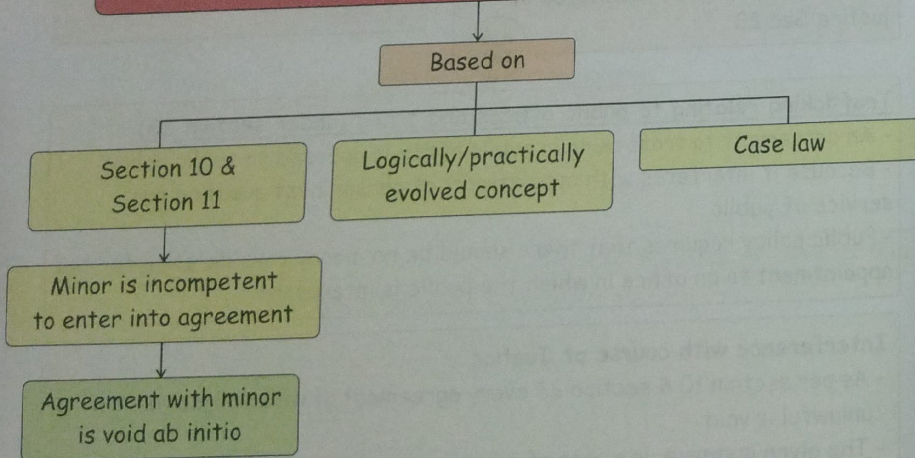 Based on
Section 10 &
Section 11
Logically/practically
evolved concept
Case law
Minor is incompetent
to enter into agreement
Agreement with minor
is void ab initio